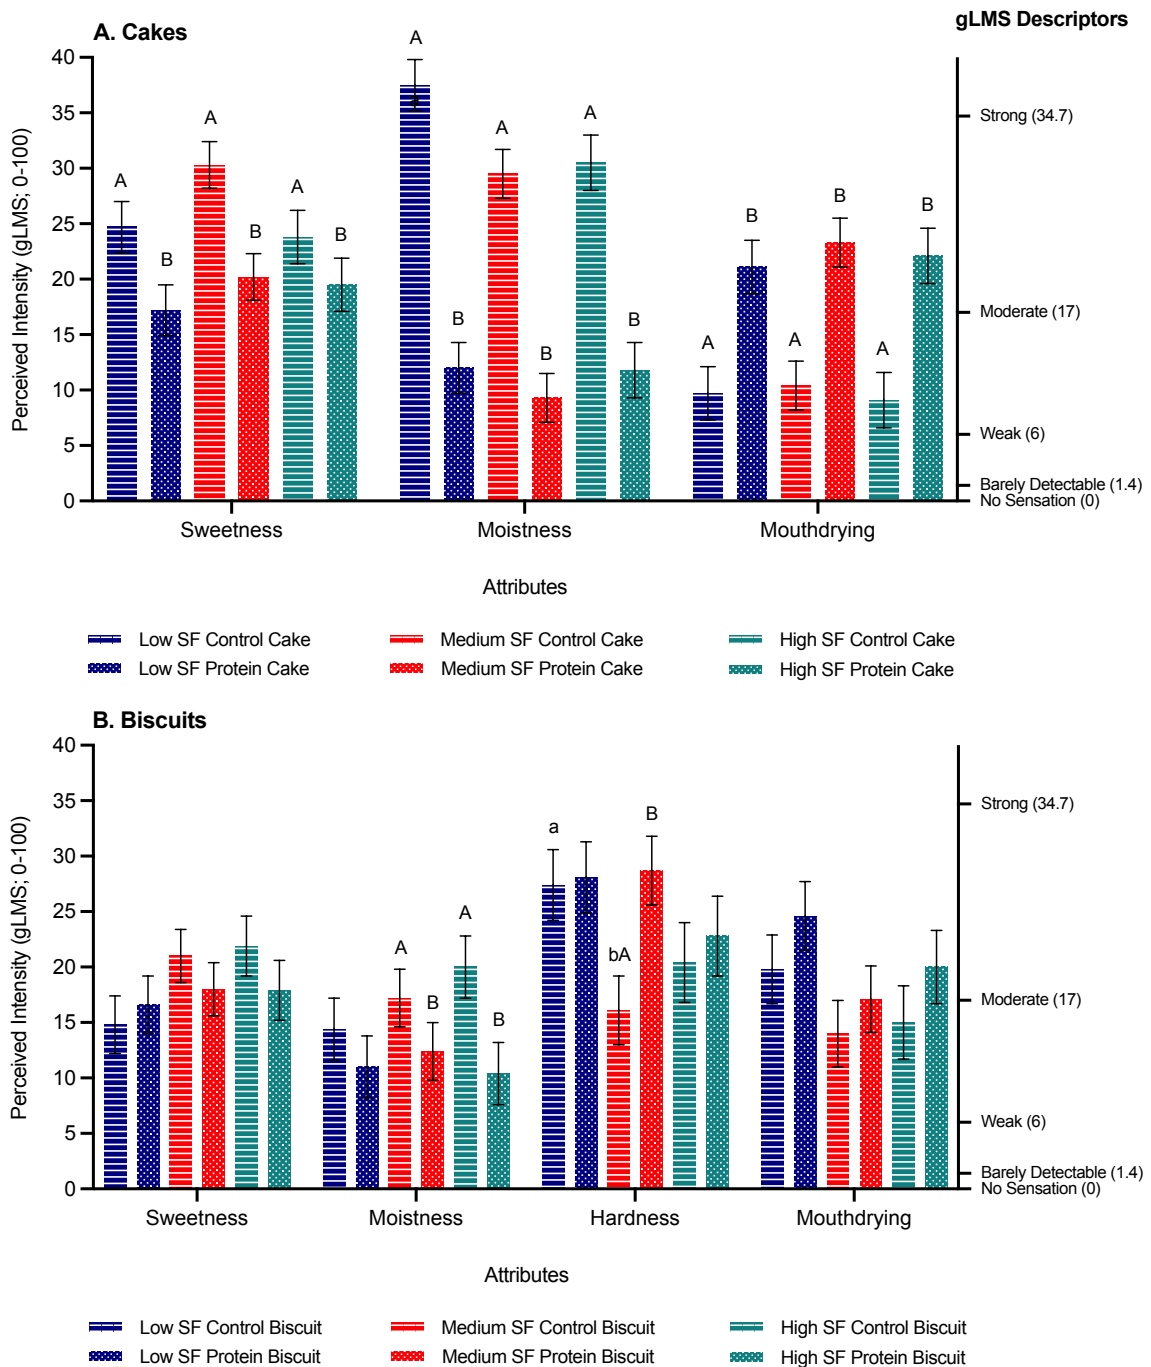 gLMS Descriptors
A. Cakes
Perceived Intensity (gLMS; 0-100)
40
35
30
25
20
15
10
5
0
A
B
A
B
A
B
A
B
A
B
A
B
A
B
A
B
A
B
Strong (34.7)
Moderate (17)
Weak (6)
Barely Detectable (1.4)
No Sensation (0)
Sweetness Moistness Mouthdrying
Attributes
Low SF Control Cake Medium SF Control Cake High SF Control Cake
Low SF Protein Cake Medium SF Protein Cake High SF Protein Cake
B. Biscuits
Perceived Intensity (gLMS; 0-100)
40
35
30
25
20
15
10
5
0
A
B
A
B
a
bA
B
Strong (34.7)
Moderate (17)
Weak (6)
Barely Detectable (1.4)
No Sensation (0)
Sweetness Moistness Hardness Mouthdrying
Attributes
Low SF Control Biscuit Medium SF Control Biscuit High SF Control Biscuit
Low SF Protein Biscuit Medium SF Protein Biscuit High SF Protein Biscuit